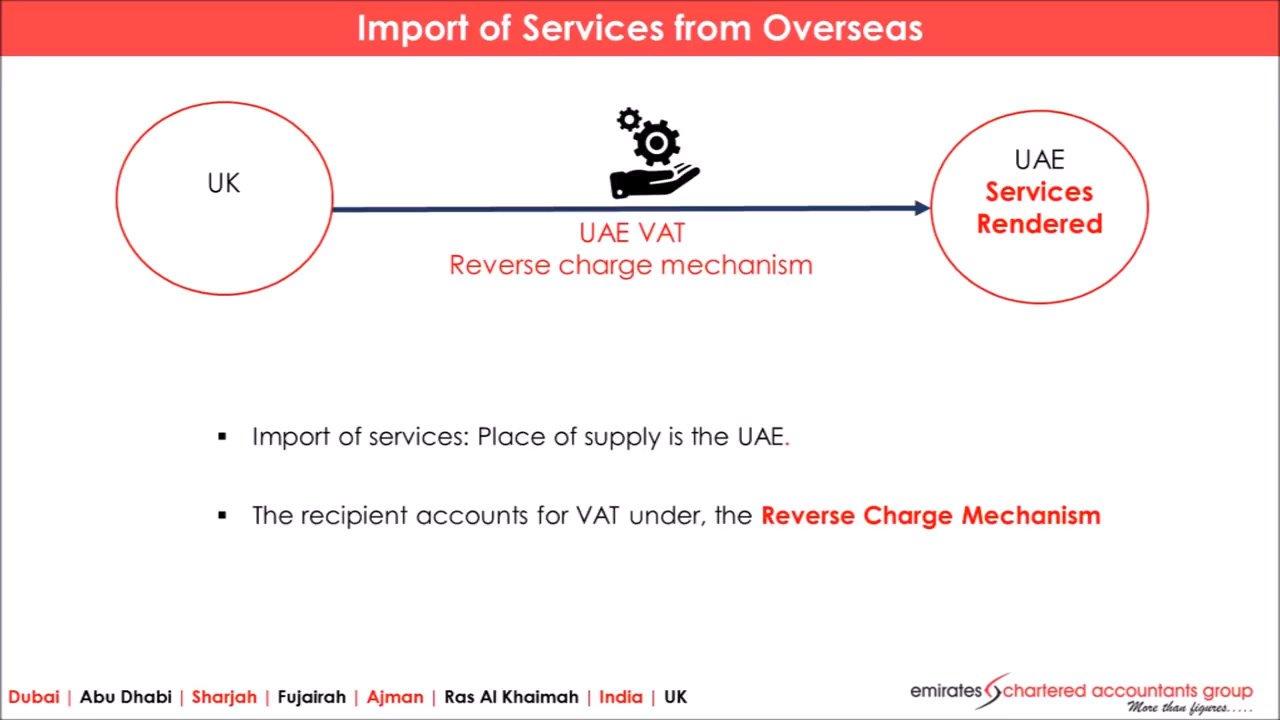 Import of Services from Overseas
UK
UAE
Services
Rendered
UAE VAT
Reverse charge mechanism
▪ Import of services: Place of supply is the UAE.
▪ The recipient accounts for VAT under, the Reverse Charge Mechanism
Dubai | Abu Dhabi | Sharjah | Fujairah | Ajman | Ras Al Khaimah | India | UK
emirates chartered accountants group
More than figures.....